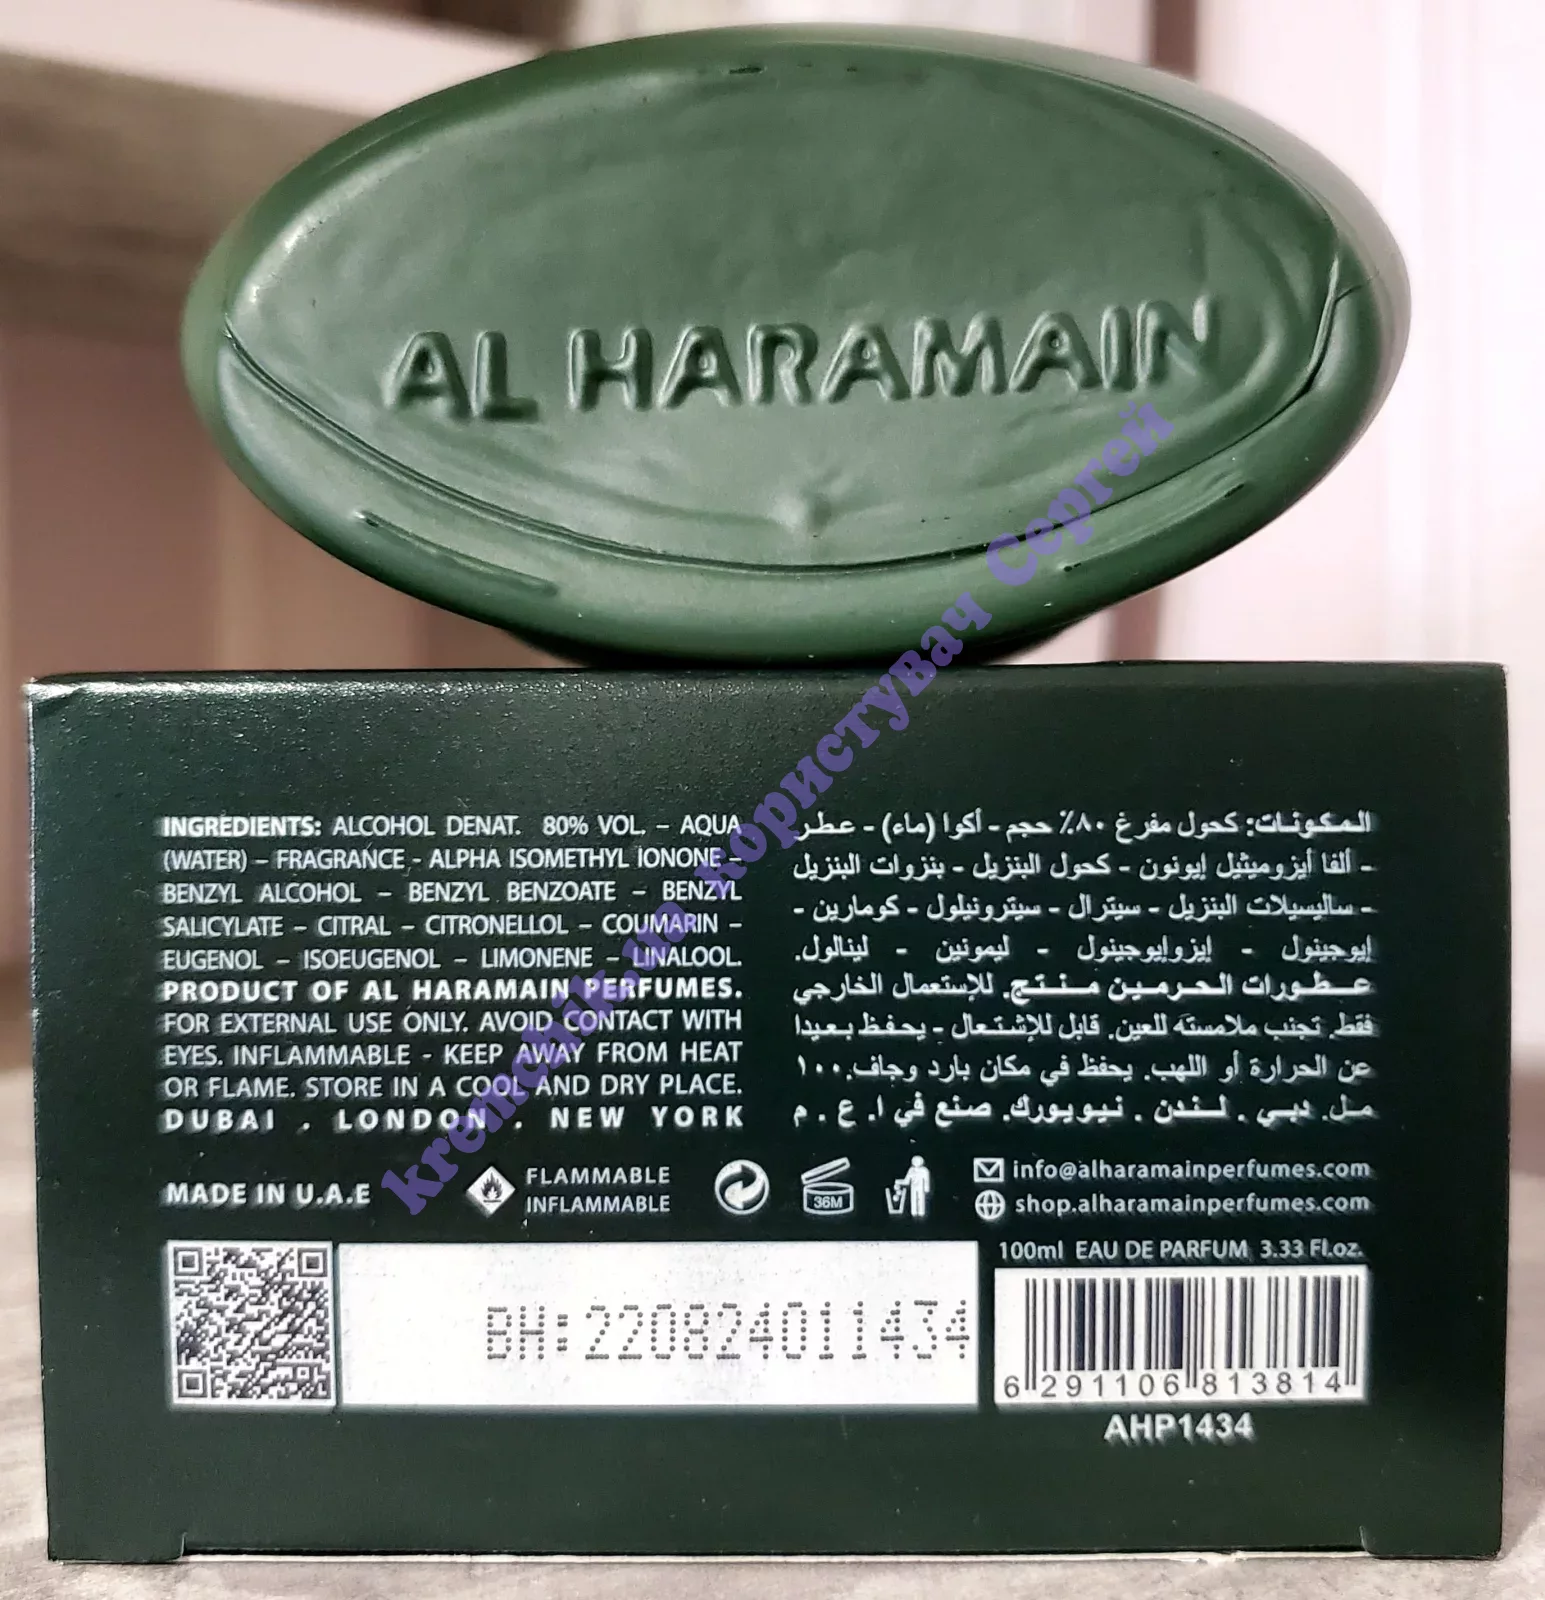 AL HARAMAIN
kremchik.ua користуВач Сергей
INGREDIENTS: ALCOHOL DENAT. 80% VOL. – AQUA
(WATER) – FRAGRANCE - ALPHA ISOMETHYL IONONE –
BENZYL ALCOHOL – BENZYL BENZOATE – BENZYL
SALICYLATE – CITRAL – CITRONELLOL – COUMARIN –
EUGENOL – ISOEUGENOL – LIMONENE – LINALOOL.
PRODUCT OF AL HARAMAIN PERFUMES.
FOR EXTERNAL USE ONLY. AVOID CONTACT WITH
EYES. INFLAMMABLE - KEEP AWAY FROM HEAT
OR FLAME. STORE IN A COOL AND DRY PLACE.
DUBAI . LONDON . NEW YORK
المكونات: كحول مفرغ ٨٠٪ حجم - أكوا (ماء) - عطر
- ألفا أيزوميثيل إيونون - كحول البنزيل - بنزوات البنزيل
- ساليسيلات البنزيل - سيترال - سيترونيلول - كومارين -
إيوجينول - إيزوإيوجينول - ليمونين - لينالول.
عطورات الحرمين منتج. للإستعمال الخارجي
فقط. تجنب ملامسته للعين. قابل للإشتعال - يحفظ بعيدا
عن الحرارة أو اللهب. يحفظ في مكان بارد وجاف. ١٠٠
مل. دبي . لندن . نيويورك. صنع في ا . ع . م
MADE IN U.A.E
FLAMMABLE
INFLAMMABLE
36M
info@alharamainperfumes.com
shop.alharamainperfumes.com
BH:220824011434
100ml EAU DE PARFUM 3.33 Fl.oz.
6 291106 813814
AHP1434